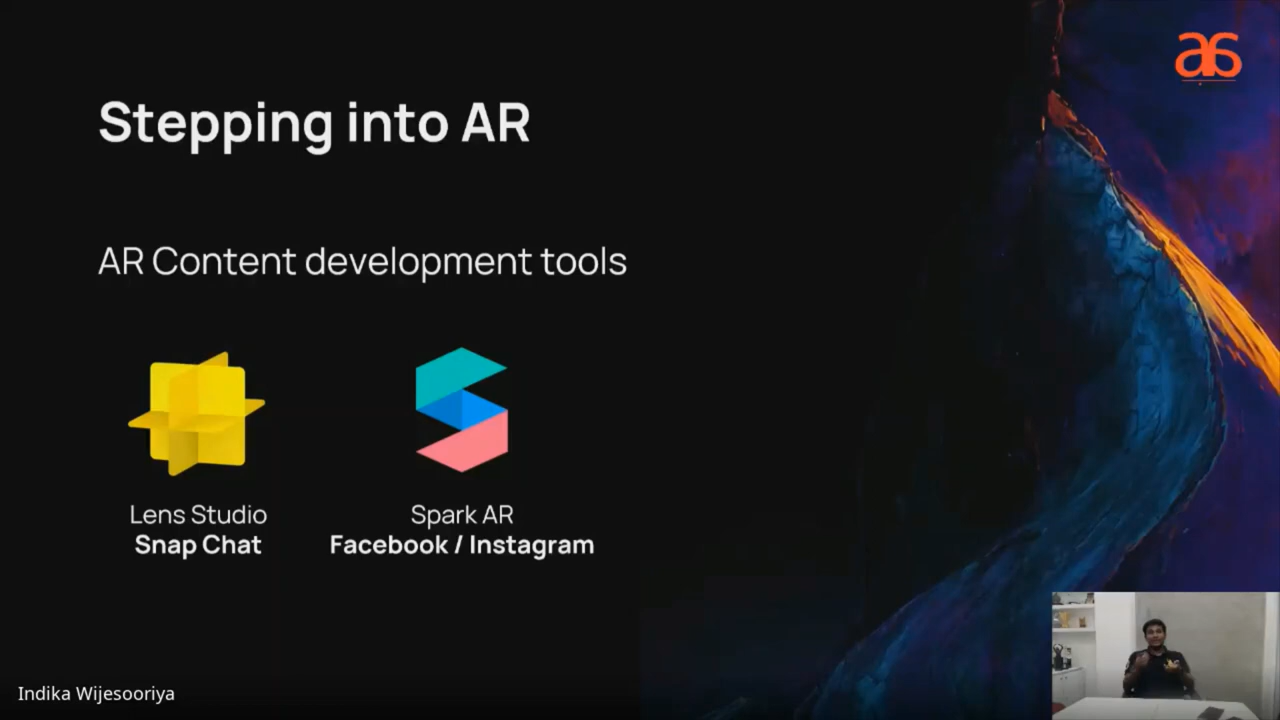 Stepping into AR
AR Content development tools
Lens Studio
Snap Chat
Spark AR
Facebook / Instagram
Indika Wijesooriya